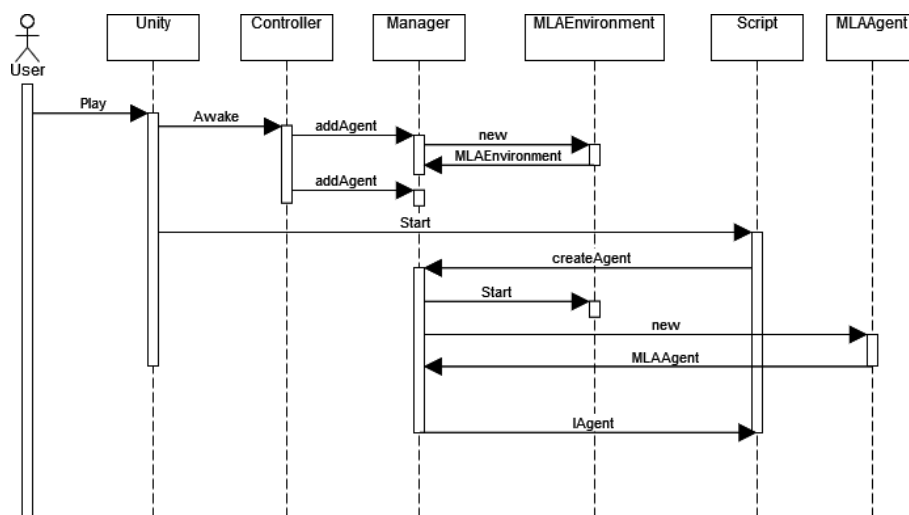 Unity
Controller
Manager
MLAEnvironment
Script
MLAAgent
User
Play
Awake
addAgent
new
MLAEnvironment
addAgent
Start
createAgent
Start
new
MLAAgent
IAgent